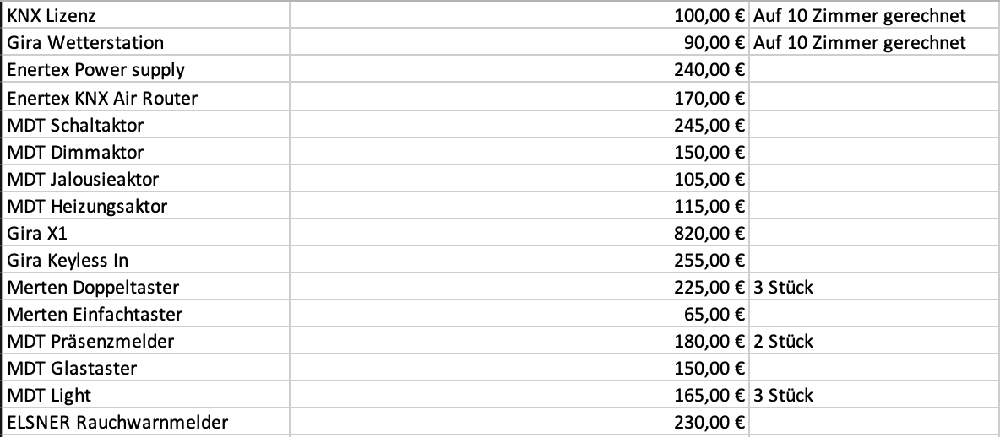 KNX Lizenz 100,00 € Auf 10 Zimmer gerechnet
Gira Wetterstation 90,00 € Auf 10 Zimmer gerechnet
Enertex Power supply 240,00 €
Enertex KNX Air Router 170,00 €
MDT Schaltaktor 245,00 €
MDT Dimmaktor 150,00 €
MDT Jalousieaktor 105,00 €
MDT Heizungsaktor 115,00 €
Gira X1 820,00 €
Gira Keyless In 255,00 €
Merten Doppeltaster 225,00 € 3 Stück
Merten Einfachtaster 65,00 €
MDT Präsenzmelder 180,00 € 2 Stück
MDT Glastaster 150,00 €
MDT Light 165,00 € 3 Stück
ELSNER Rauchwarnmelder 230,00 €